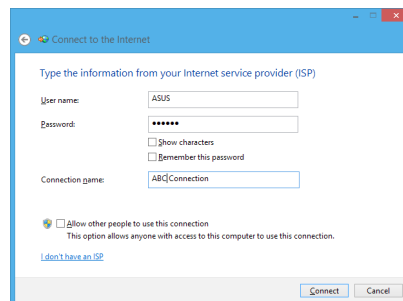 Connect to the Internet
Type the information from your Internet service provider (ISP)
User name: ASUS
Password: ••••••
Show characters
Remember this password
Connection name: ABC Connection
Allow other people to use this connection
This option allows anyone with access to this computer to use this connection.
I don't have an ISP
Connect Cancel